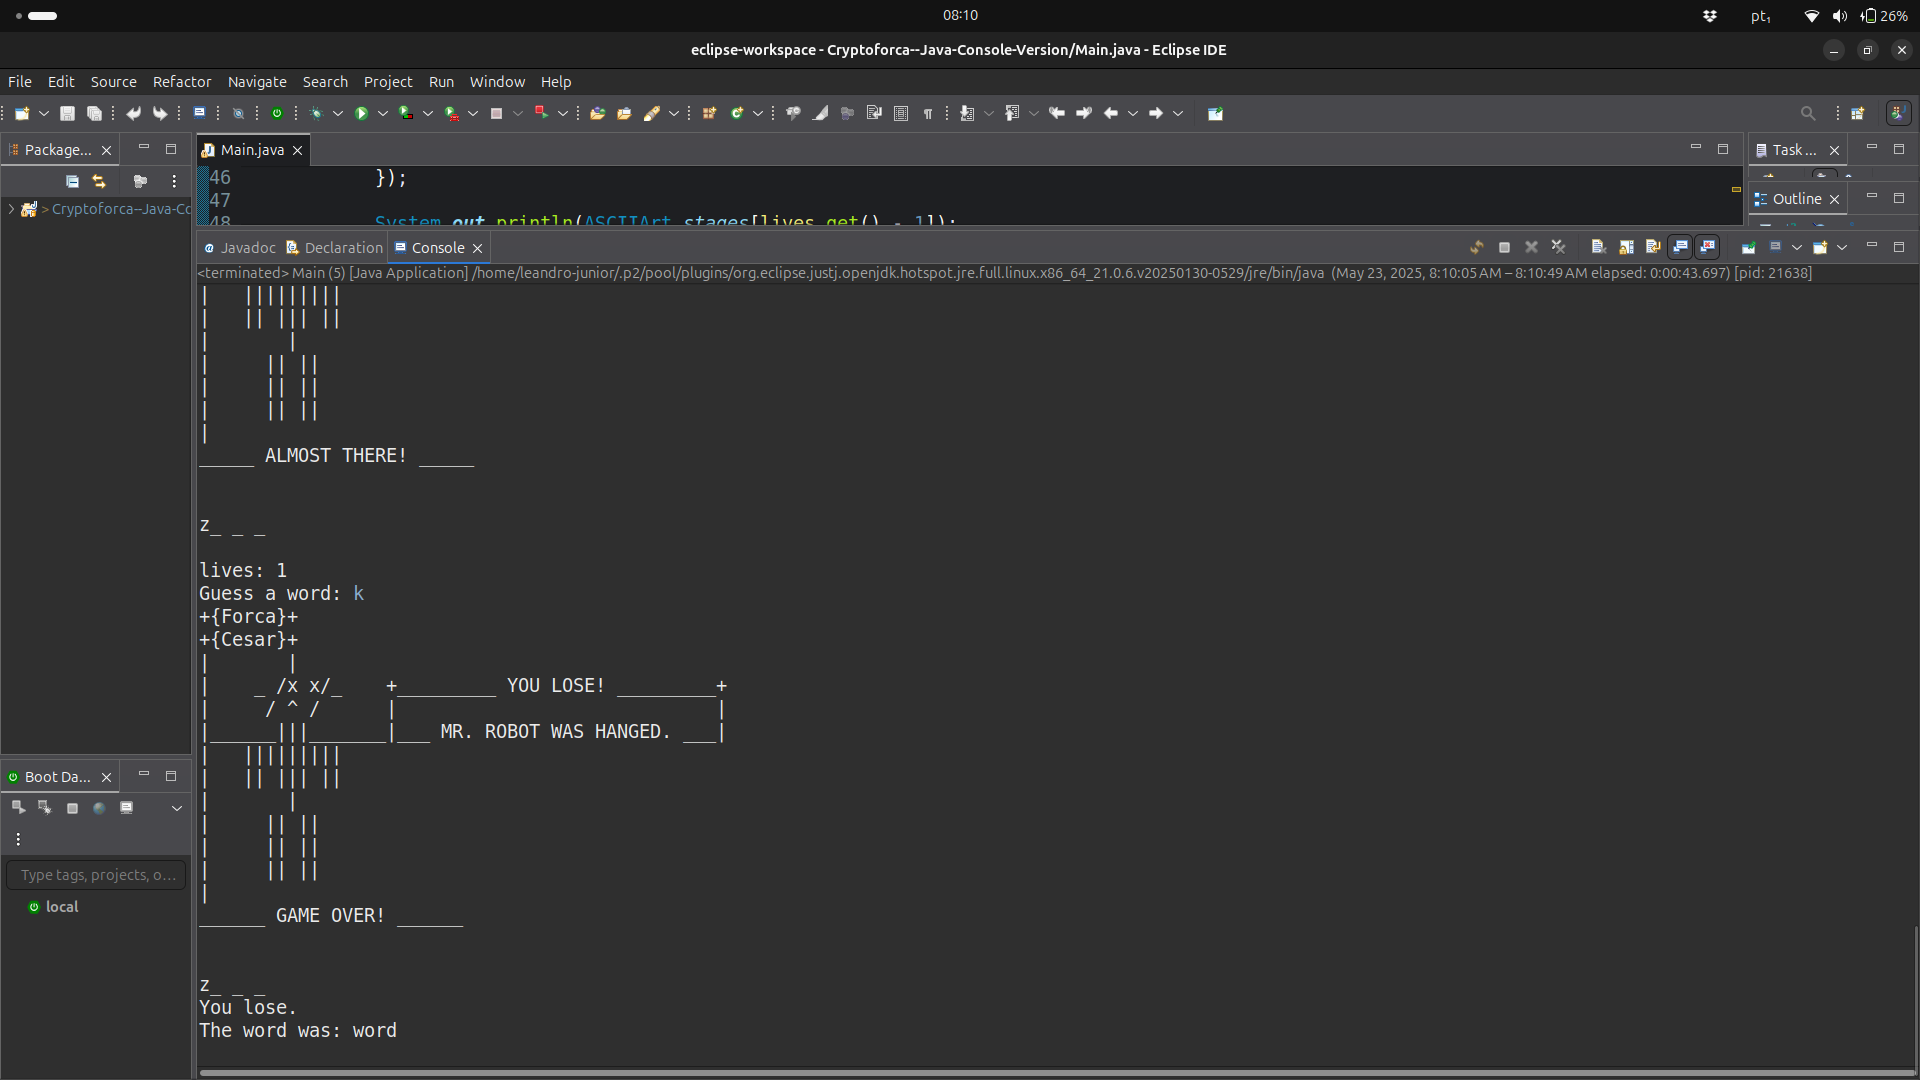 08:10
pt₁
26%
eclipse-workspace - Cryptoforca--Java-Console-Version/Main.java - Eclipse IDE
File Edit Source Refactor Navigate Search Project Run Window Help
Package...
Main.java
Task ...
46 });
47
48 System.out.println(ASCIIArt.stages[lives.get() - 1]);
> Cryptoforca--Java-Co
Outline
Javadoc Declaration Console
<terminated> Main (5) [Java Application] /home/leandro-junior/.p2/pool/plugins/org.eclipse.justj.openjdk.hotspot.jre.full.linux.x86_64_21.0.6.v20250130-0529/jre/bin/java (May 23, 2025, 8:10:05 AM – 8:10:49 AM elapsed: 0:00:43.697) [pid: 21638]
|   |||||||||
|   || ||| ||
|       |
|     || ||
|     || ||
|     || ||
|
_____ ALMOST THERE! _____
z_ _ _
lives: 1
Guess a word: k
+{Forca}+
+{Cesar}+
|       |
|    _ /x x/_    +_________ YOU LOSE! _________+
|     / ^ /      |                             |
|______|||_______|___ MR. ROBOT WAS HANGED. ___|
|   |||||||||
|   || ||| ||
|       |
|     || ||
|     || ||
|     || ||
|
______ GAME OVER! ______
z_ _ _
You lose.
The word was: word
Boot Da...
Type tags, projects, o...
local